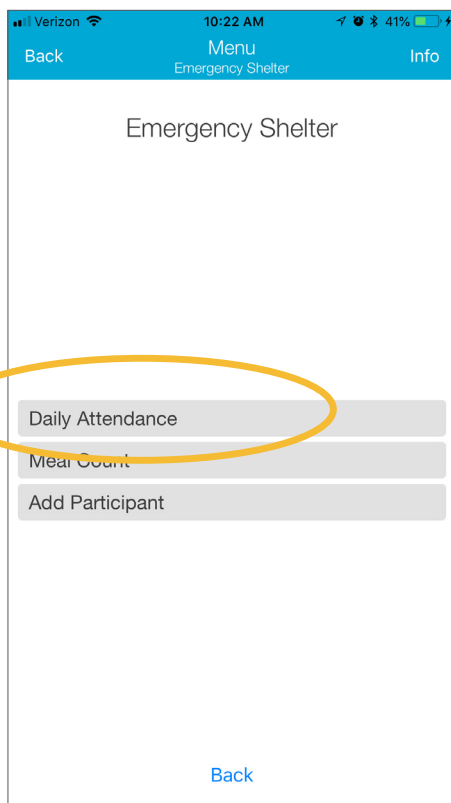 Verizon 10:22 AM 41%
Back Menu Info
Emergency Shelter
Emergency Shelter
Daily Attendance
Meal Count
Add Participant
Back